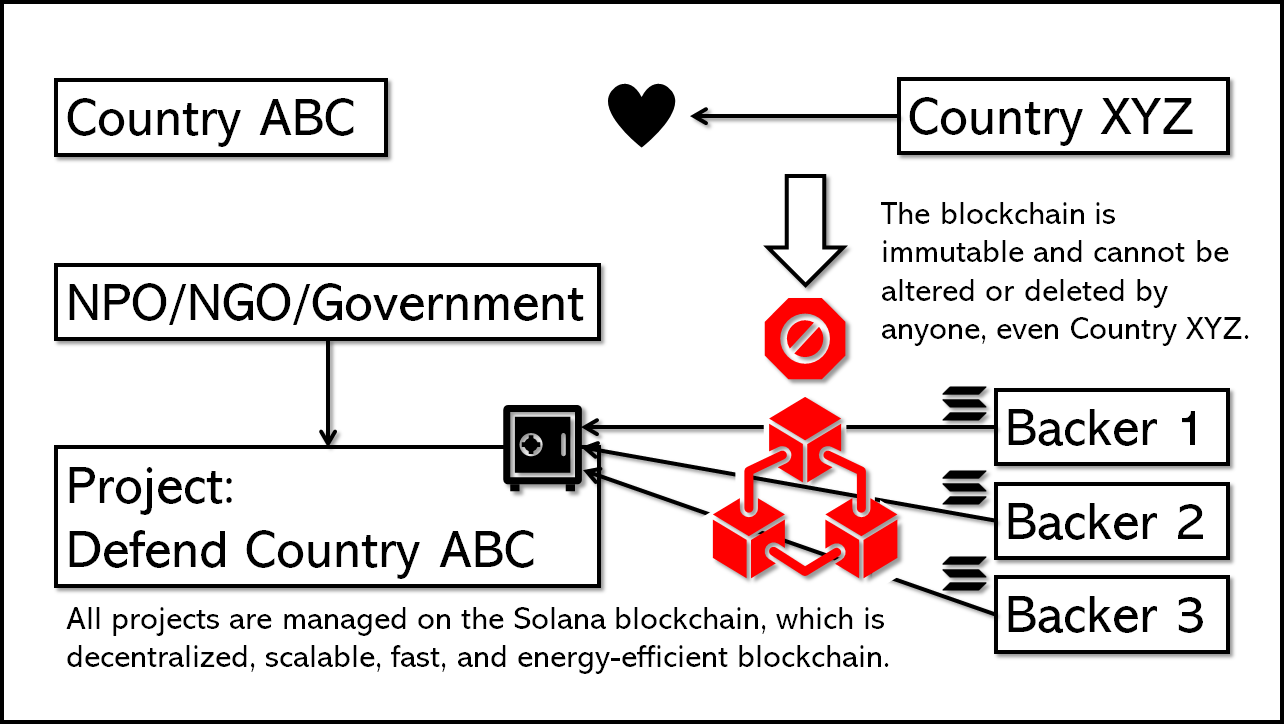 Country ABC
Country XYZ
The blockchain is
immutable and cannot be
altered or deleted by
anyone, even Country XYZ.
NPO/NGO/Government
Backer 1
Project:
Defend Country ABC
Backer 2
Backer 3
All projects are managed on the Solana blockchain, which is
decentralized, scalable, fast, and energy-efficient blockchain.